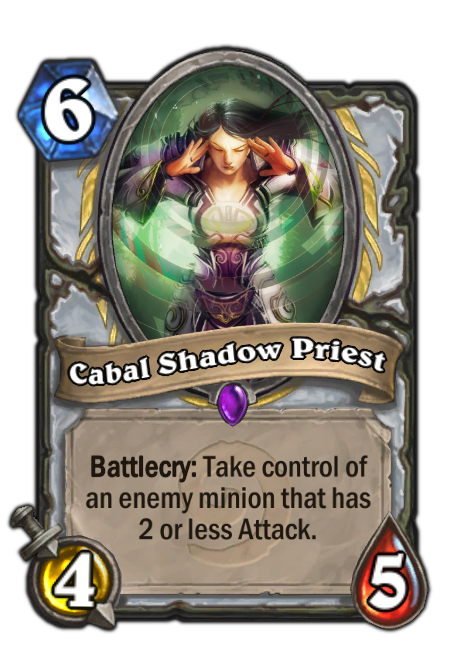 6
Cabal Shadow Priest
Battlecry: Take control of
an enemy minion that has
2 or less Attack.
4
5